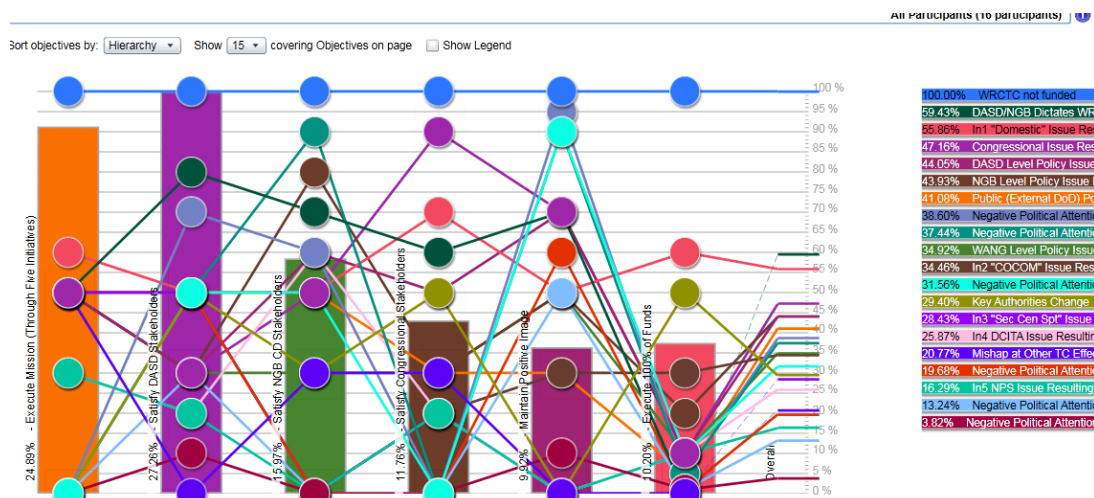 All Participants (16 participants)
Sort objectives by: Hierarchy Show 15 covering Objectives on page Show Legend
100 %
95 %
90 %
85 %
80 %
75 %
70 %
65 %
60 %
55 %
50 %
45 %
40 %
35 %
30 %
25 %
20 %
15 %
10 %
5 %
0 %
24.89% - Execute Mission (Through Five Initiatives)
27.26% - Satisfy DASD Stakeholders
15.97% - Satisfy NGB CD Stakeholders
11.76% - Satisfy Congressional Stakeholders
9.92% - Mantain Positive Image
10.20% - Execute 100% of Funds
Overall
100.00% WRCTC not funded
59.43% DASD/NGB Dictates WR
55.86% In1 "Domestic" Issue Res
47.16% Congressional Issue Res
44.05% DASD Level Policy Issue
43.93% NGB Level Policy Issue
41.08% Public (External DoD) Po
38.60% Negative Political Attentio
37.44% Negative Political Attentio
34.92% WANG Level Policy Issu
34.46% In2 "COCOM" Issue Res
31.56% Negative Political Attentio
29.40% Key Authorities Change
28.43% In3 "Sec Cen Spt" Issue
25.87% In4 DCITA Issue Resultin
20.77% Mishap at Other TC Effe
19.68% Negative Political Attentio
16.29% In5 NPS Issue Resulting
13.24% Negative Political Attentio
3.82% Negative Political Attentio